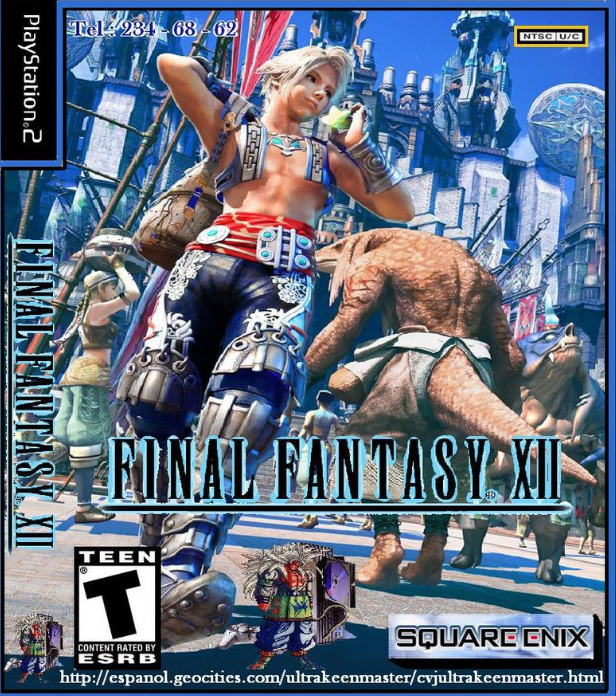 PlayStation®2
Tel : 234 - 68 - 62
NTSC U/C
FINAL FANTASY XII
FINAL FANTASY® XII
TEEN
T
®
CONTENT RATED BY
ESRB
SQUARE ENIX
http://espanol.geocities.com/ultrakeenmaster/cvjultrakeenmaster.html